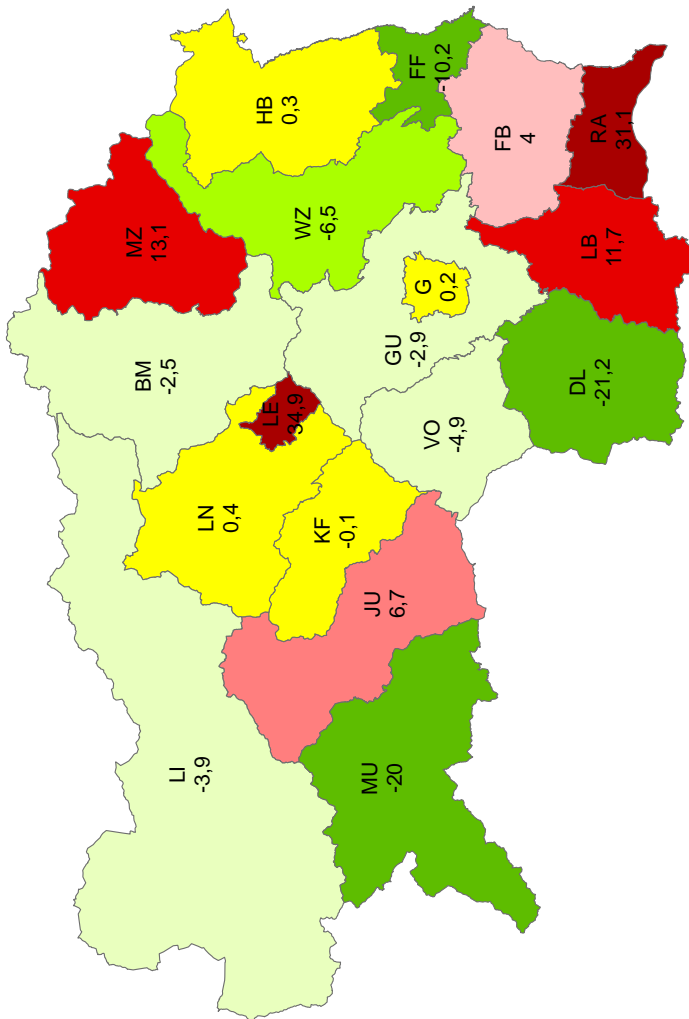 HB
0,3
FF
-10,2
MZ
13,1
WZ
-6,5
FB
4
RA
31,1
BM
-2,5
G
0,2
LB
11,7
GU
-2,9
LE
34,9
VO
-4,9
DL
-21,2
LN
0,4
KF
-0,1
JU
6,7
LI
-3,9
MU
-20